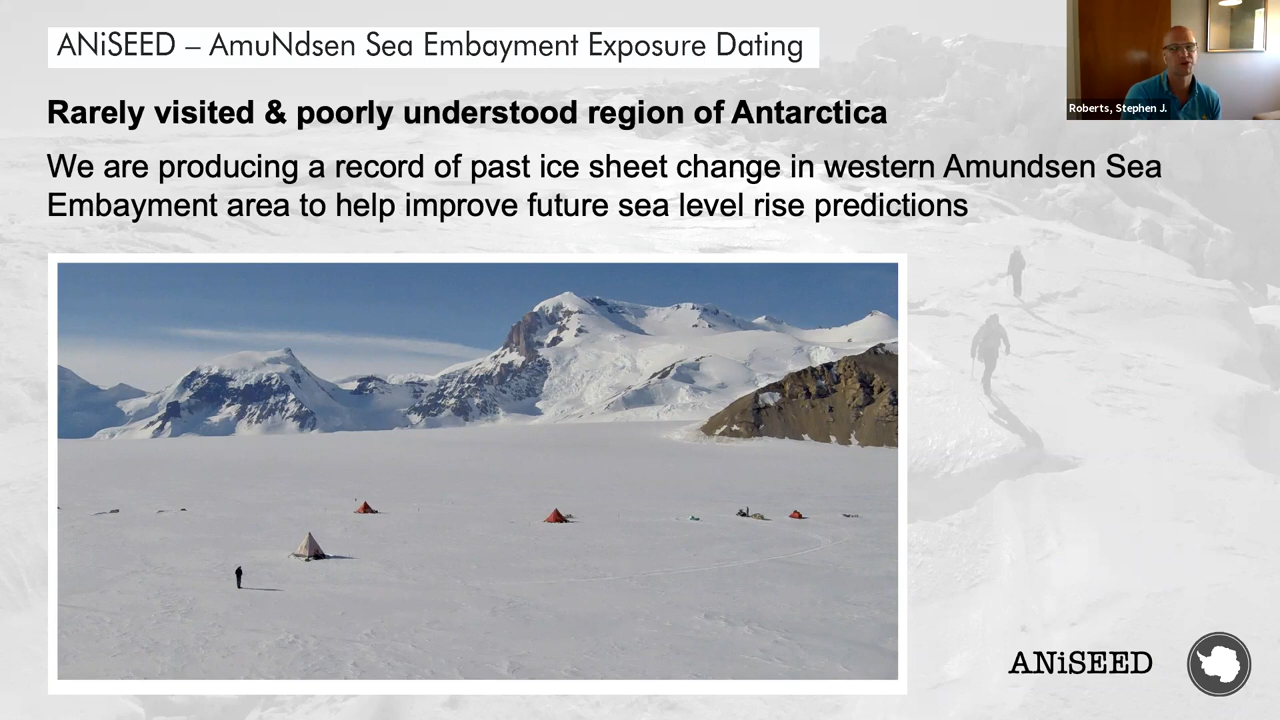 ANiSEED – AmuNdsen Sea Embayment Exposure Dating
Roberts, Stephen J.
Rarely visited & poorly understood region of Antarctica
We are producing a record of past ice sheet change in western Amundsen Sea
Embayment area to help improve future sea level rise predictions
ANiSEED